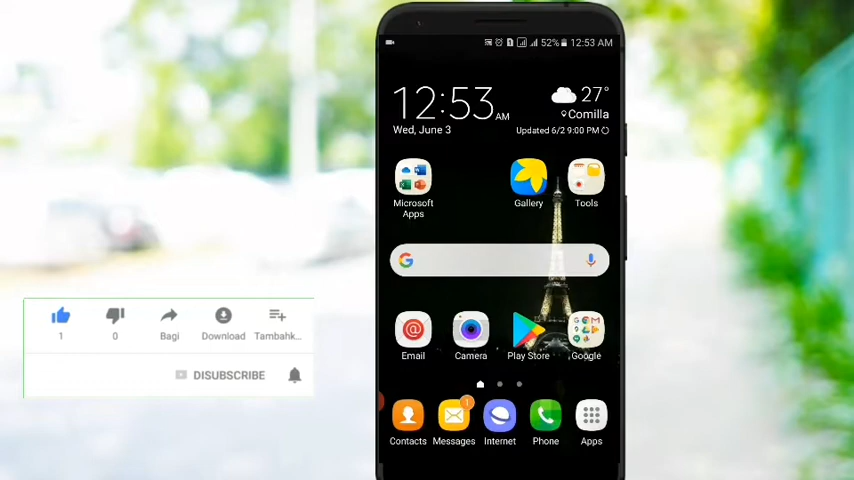 52% 12:53 AM
12:53 AM
27°
Comilla
Wed, June 3
Updated 6/2 9:00 PM
Microsoft Apps
Gallery
Tools
G
Email
Camera
Play Store
Google
1
Contacts
Messages
Internet
Phone
Apps
1
0
Bagi
Download
Tambahk...
DISUBSCRIBE